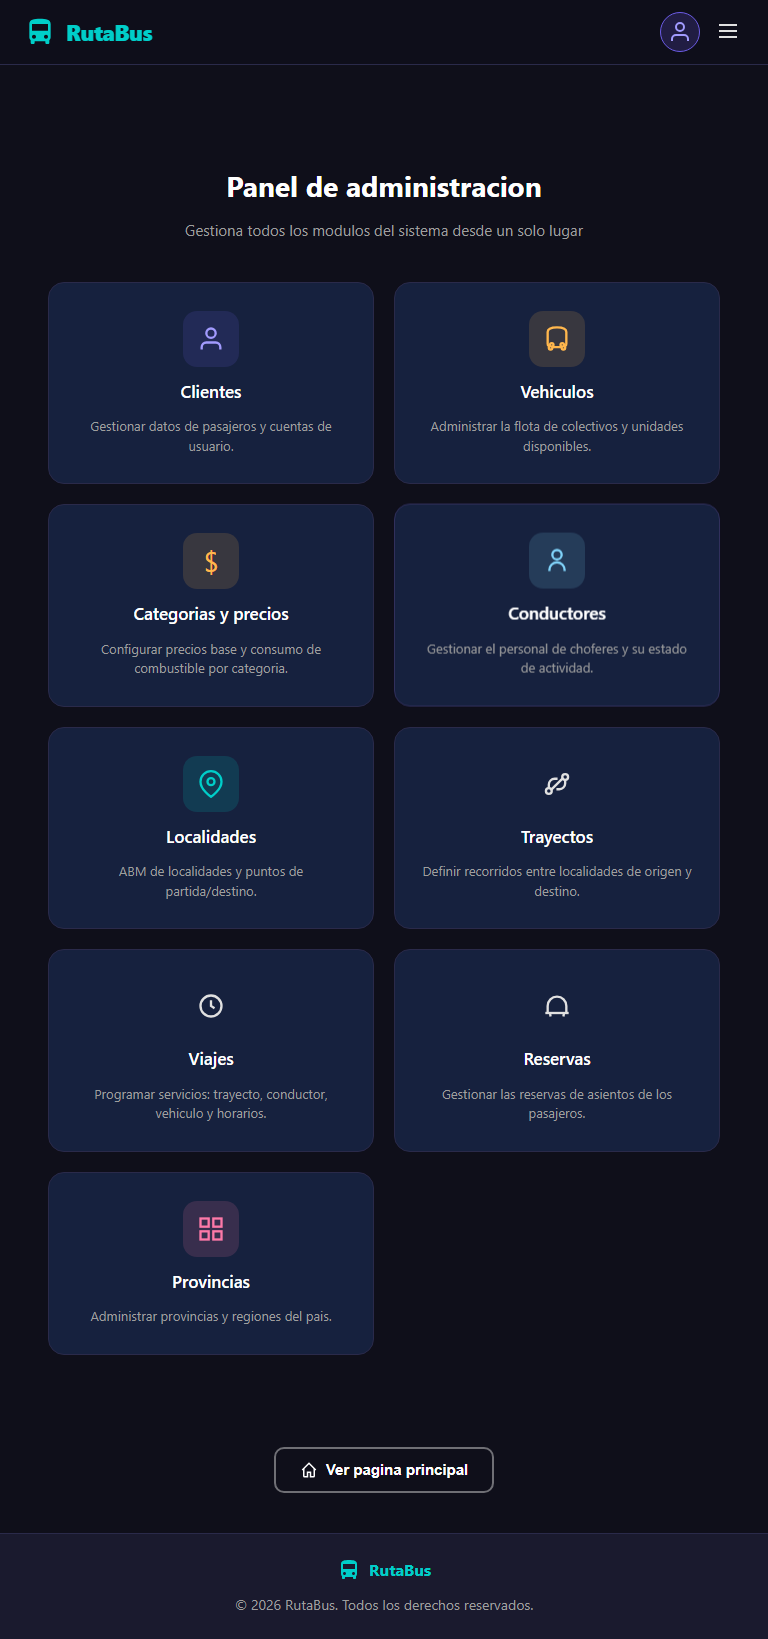 RutaBus
Panel de administracion
Gestiona todos los modulos del sistema desde un solo lugar
Clientes
Gestionar datos de pasajeros y cuentas de
usuario.
Vehiculos
Administrar la flota de colectivos y unidades
disponibles.
$
Categorias y precios
Configurar precios base y consumo de
combustible por categoria.
Conductores
Gestionar el personal de choferes y su estado
de actividad.
Localidades
ABM de localidades y puntos de
partida/destino.
Trayectos
Definir recorridos entre localidades de origen y
destino.
Viajes
Programar servicios: trayecto, conductor,
vehiculo y horarios.
Reservas
Gestionar las reservas de asientos de los
pasajeros.
Provincias
Administrar provincias y regiones del pais.
Ver pagina principal
RutaBus
© 2026 RutaBus. Todos los derechos reservados.